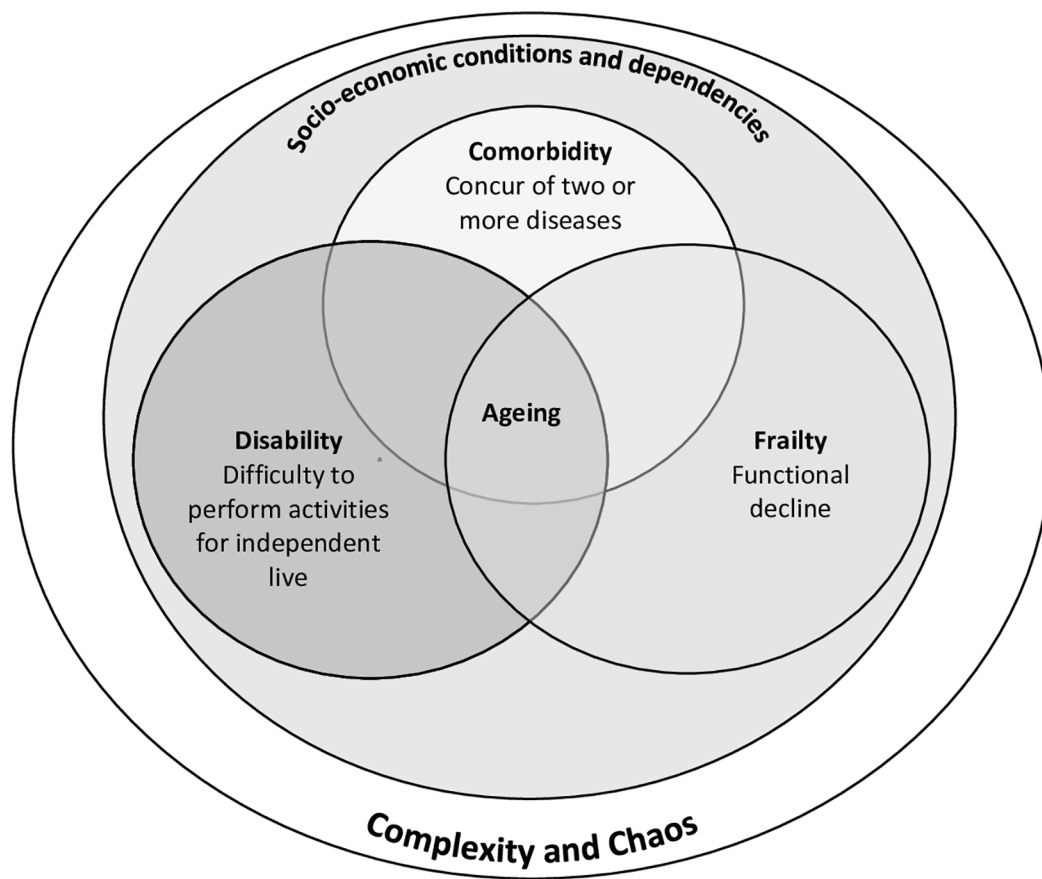 Socio-economic conditions and dependencies
Comorbidity
Concur of two or
more diseases
Ageing
Disability
Difficulty to
perform activities
for independent
live
Frailty
Functional
decline
Complexity and Chaos